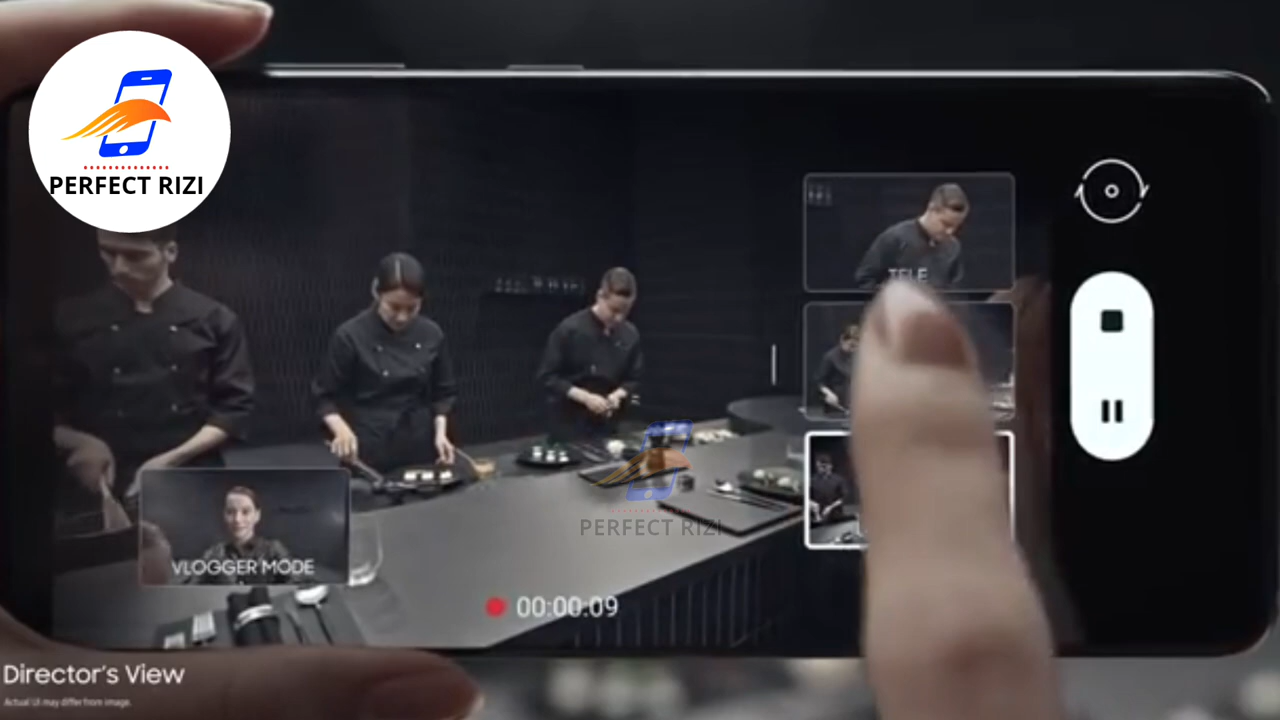 PERFECT RIZI
TELE
PERFECT RIZI
VLOGGER MODE
00:00:09
Director's View
Actual UI may differ from image.